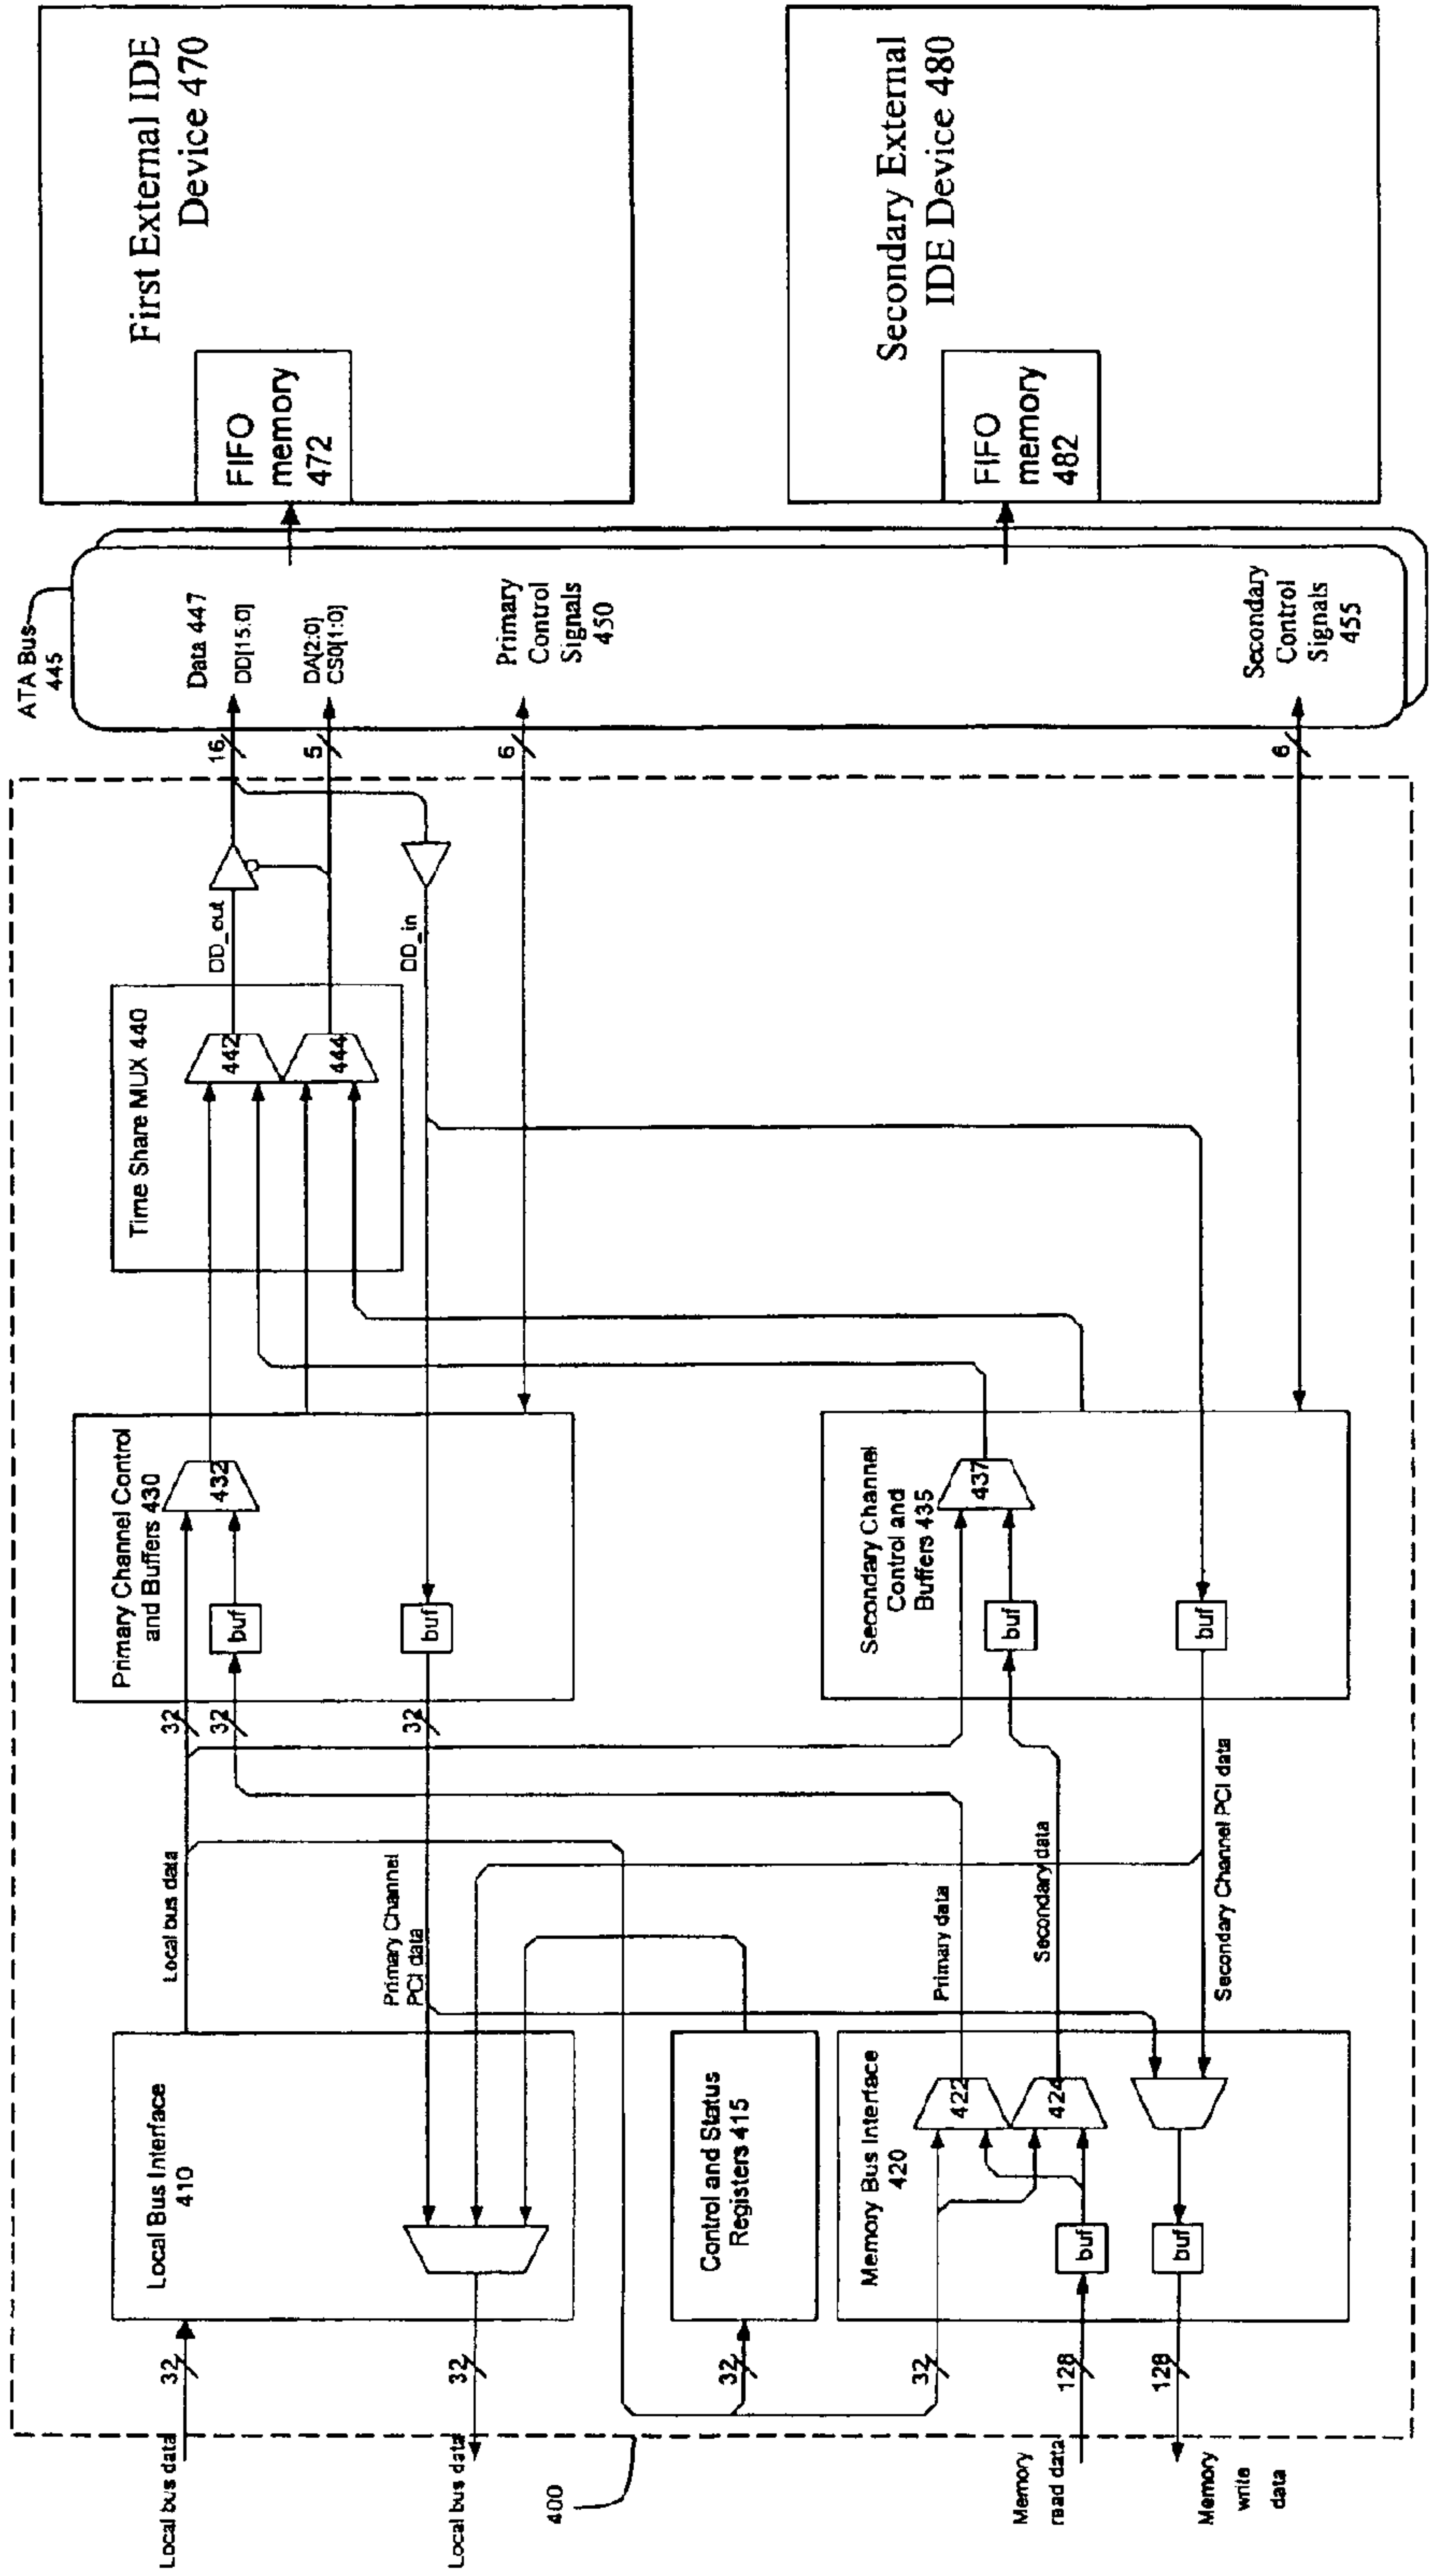 Local bus data
32
Local bus data
32
400
Memory
read data
128
Memory
write
data
128
Local Bus Interface
410
Control and Status
Registers 415
32
Memory Bus Interface
420
32
422
424
buf
buf
Local bus data
Primary Channel
PCI data
Primary data
Secondary data
Secondary Channel PCI data
32
32
32
Primary Channel Control
and Buffers 430
432
buf
buf
Secondary Channel
Control and
Buffers 435
437
buf
buf
Time Share MUX 440
442
444
DD_out
DD_in
16
5
6
6
ATA Bus
445
Data 447
DD[15:0]
DA[2:0]
CS0[1:0]
Primary
Control
Signals
450
Secondary
Control
Signals
455
First External IDE
Device 470
FIFO
memory
472
Secondary External
IDE Device 480
FIFO
memory
482